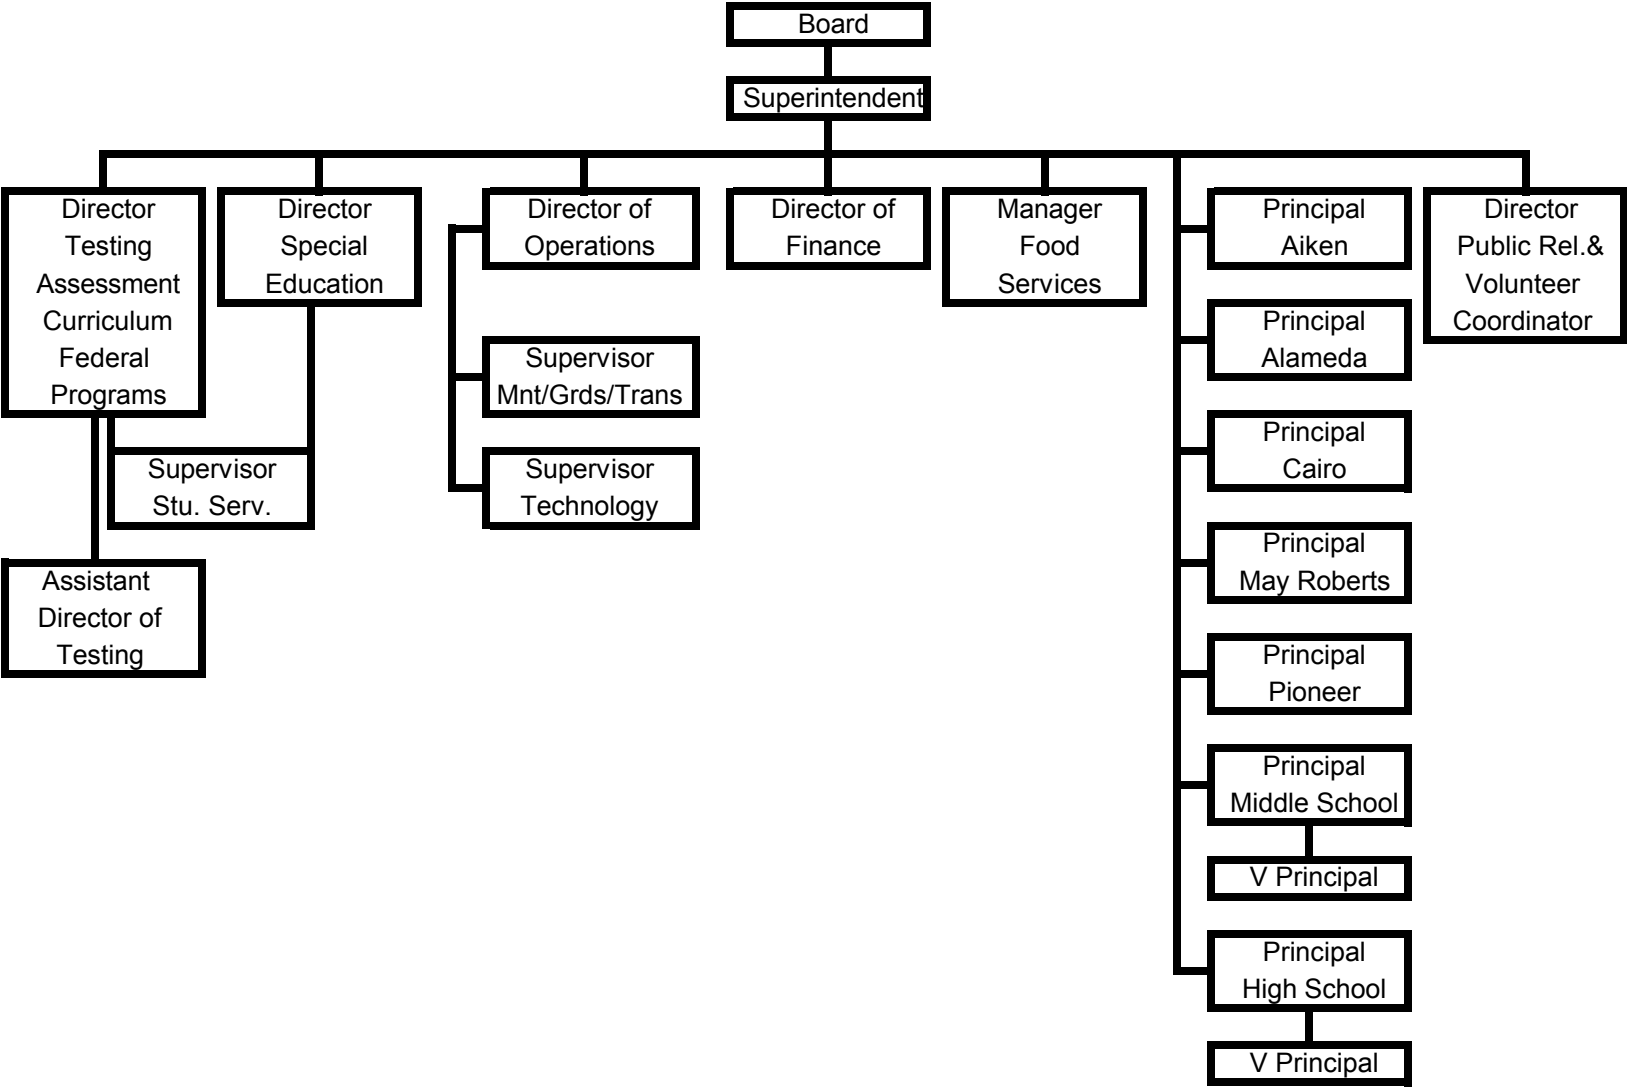 Board
Superintendent
Director
Testing
Assessment
Curriculum
Federal
Programs
Director
Special
Education
Director of
Operations
Director of
Finance
Manager
Food
Services
Principal
Aiken
Director
Public Rel.&
Volunteer
Coordinator
Principal
Alameda
Supervisor
Mnt/Grds/Trans
Principal
Cairo
Supervisor
Stu. Serv.
Supervisor
Technology
Principal
May Roberts
Assistant
Director of
Testing
Principal
Pioneer
Principal
Middle School
V Principal
Principal
High School
V Principal